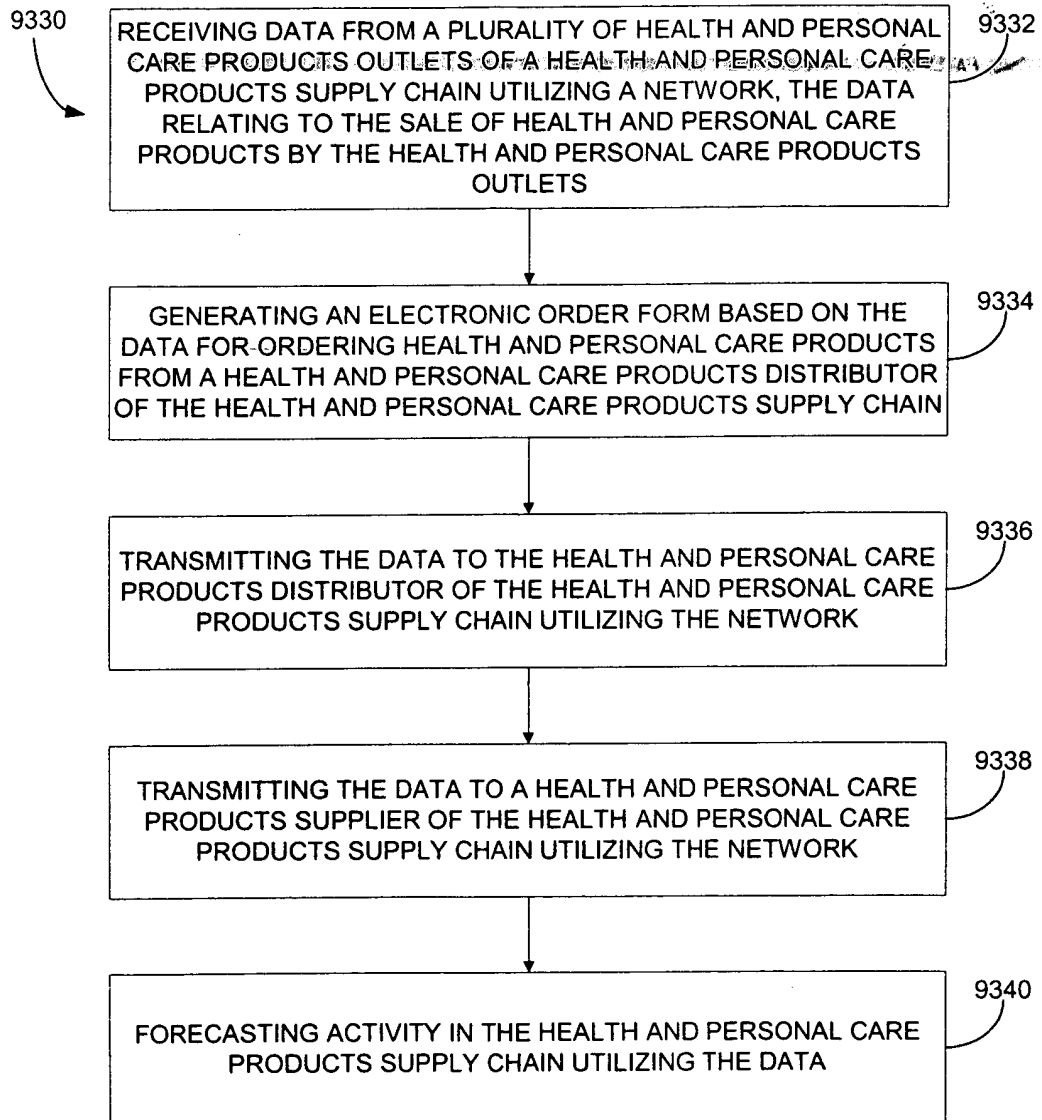 9330
RECEIVING DATA FROM A PLURALITY OF HEALTH AND PERSONAL
CARE PRODUCTS OUTLETS OF A HEALTH AND PERSONAL CARE
PRODUCTS SUPPLY CHAIN UTILIZING A NETWORK, THE DATA
RELATING TO THE SALE OF HEALTH AND PERSONAL CARE
PRODUCTS BY THE HEALTH AND PERSONAL CARE PRODUCTS
OUTLETS
9332
GENERATING AN ELECTRONIC ORDER FORM BASED ON THE
DATA FOR ORDERING HEALTH AND PERSONAL CARE PRODUCTS
FROM A HEALTH AND PERSONAL CARE PRODUCTS DISTRIBUTOR
OF THE HEALTH AND PERSONAL CARE PRODUCTS SUPPLY CHAIN
9334
TRANSMITTING THE DATA TO THE HEALTH AND PERSONAL CARE
PRODUCTS DISTRIBUTOR OF THE HEALTH AND PERSONAL CARE
PRODUCTS SUPPLY CHAIN UTILIZING THE NETWORK
9336
TRANSMITTING THE DATA TO A HEALTH AND PERSONAL CARE
PRODUCTS SUPPLIER OF THE HEALTH AND PERSONAL CARE
PRODUCTS SUPPLY CHAIN UTILIZING THE NETWORK
9338
FORECASTING ACTIVITY IN THE HEALTH AND PERSONAL CARE
PRODUCTS SUPPLY CHAIN UTILIZING THE DATA
9340